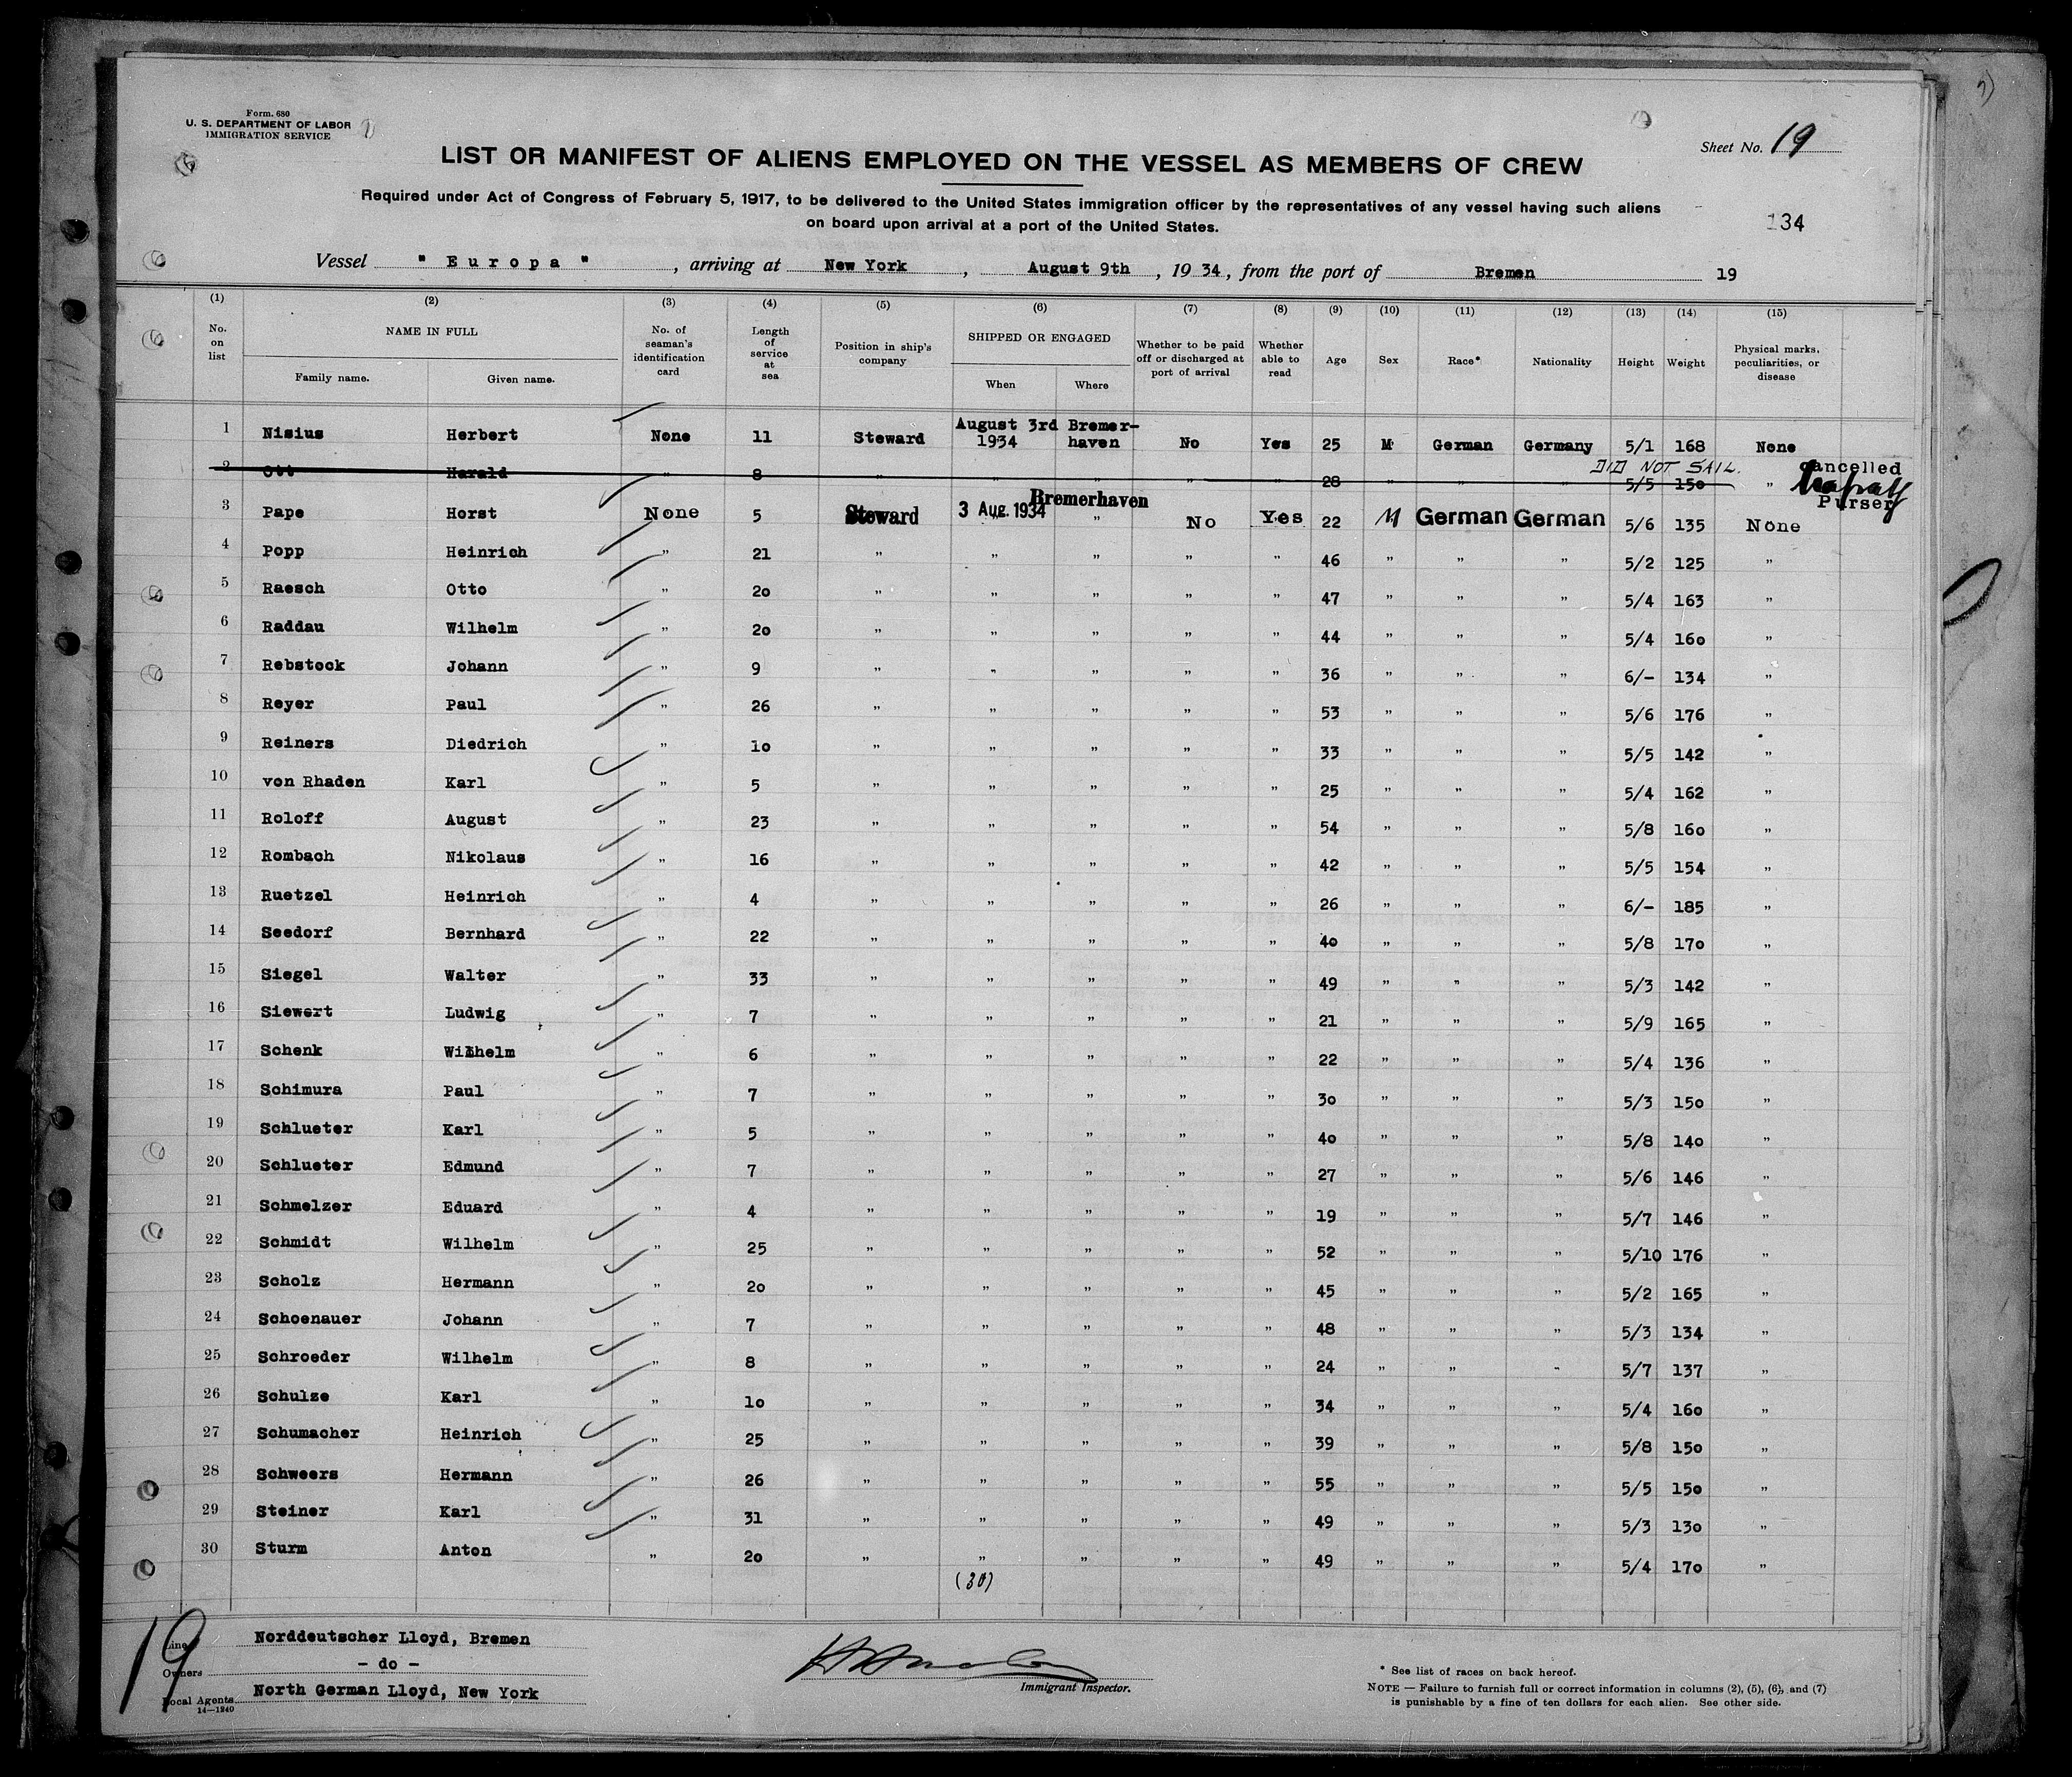 Form. 680
U. S. DEPARTMENT OF LABOR
IMMIGRATION SERVICE
Sheet No. 19
LIST OR MANIFEST OF ALIENS EMPLOYED ON THE VESSEL AS MEMBERS OF CREW
Required under Act of Congress of February 5, 1917, to be delivered to the United States immigration officer by the representatives of any vessel having such aliens
on board upon arrival at a port of the United States.
134
Vessel " Europa ", arriving at New York, August 9th, 19 34, from the port of Bremen 19
(1) (2) (3) (4) (5) (6) (7) (8) (9) (10) (11) (12) (13) (14) (15)
No. on list NAME IN FULL Family name. Given name. No. of seaman's identification card Length of service at sea Position in ship's company SHIPPED OR ENGAGED When Where Whether to be paid off or discharged at port of arrival Whether able to read Age Sex Race* Nationality Height Weight Physical marks, peculiarities, or disease
1 Nisius Herbert None 11 Steward August 3rd 1934 Bremer-haven No Yes 25 M German Germany 5/1 168 None
2 Ott Harald " 8 " " " " " 28 " " " 5/5 150 "
DID NOT SAIL.
cancelled
Purser
3 Pape Horst None 5 Steward 3 Aug. 1934 Bremerhaven " No Yes 22 M German German 5/6 135 None
4 Popp Heinrich " 21 " " " " " 46 " " " 5/2 125 "
5 Raesch Otto " 20 " " " " " 47 " " " 5/4 163 "
6 Raddau Wilhelm " 20 " " " " " 44 " " " 5/4 160 "
7 Rebstock Johann " 9 " " " " " 36 " " " 6/- 134 "
8 Reyer Paul " 26 " " " " " 53 " " " 5/6 176 "
9 Reiners Diedrich " 10 " " " " " 33 " " " 5/5 142 "
10 von Rhaden Karl " 5 " " " " " 25 " " " 5/4 162 "
11 Roloff August " 23 " " " " " 54 " " " 5/8 160 "
12 Rombach Nikolaus " 16 " " " " " 42 " " " 5/5 154 "
13 Ruetzel Heinrich " 4 " " " " " 26 " " " 6/- 185 "
14 Seedorf Bernhard " 22 " " " " " 40 " " " 5/8 170 "
15 Siegel Walter " 33 " " " " " 49 " " " 5/3 142 "
16 Siewert Ludwig " 7 " " " " " 21 " " " 5/9 165 "
17 Schenk Wilhelm " 6 " " " " " 22 " " " 5/4 136 "
18 Schimura Paul " 7 " " " " " 30 " " " 5/3 150 "
19 Schlueter Karl " 5 " " " " " 40 " " " 5/8 140 "
20 Schlueter Edmund " 7 " " " " " 27 " " " 5/6 146 "
21 Schmelzer Eduard " 4 " " " " " 19 " " " 5/7 146 "
22 Schmidt Wilhelm " 25 " " " " " 52 " " " 5/10 176 "
23 Scholz Hermann " 20 " " " " " 45 " " " 5/2 165 "
24 Schoenauer Johann " 7 " " " " " 48 " " " 5/3 134 "
25 Schroeder Wilhelm " 8 " " " " " 24 " " " 5/7 137 "
26 Schulze Karl " 10 " " " " " 34 " " " 5/4 160 "
27 Schumacher Heinrich " 25 " " " " " 39 " " " 5/8 150 "
28 Schweers Hermann " 26 " " " " " 55 " " " 5/5 150 "
29 Steiner Karl " 31 " " " " " 49 " " " 5/3 130 "
30 Sturm Anton " 20 " " " " " 49 " " " 5/4 170 "
(30)
19
Line Norddeutscher Lloyd, Bremen
Owners - do -
Local Agents North German Lloyd, New York
14—1240
Immigrant Inspector.
* See list of races on back hereof.
NOTE — Failure to furnish full or correct information in columns (2), (5), (6), and (7)
is punishable by a fine of ten dollars for each alien. See other side.